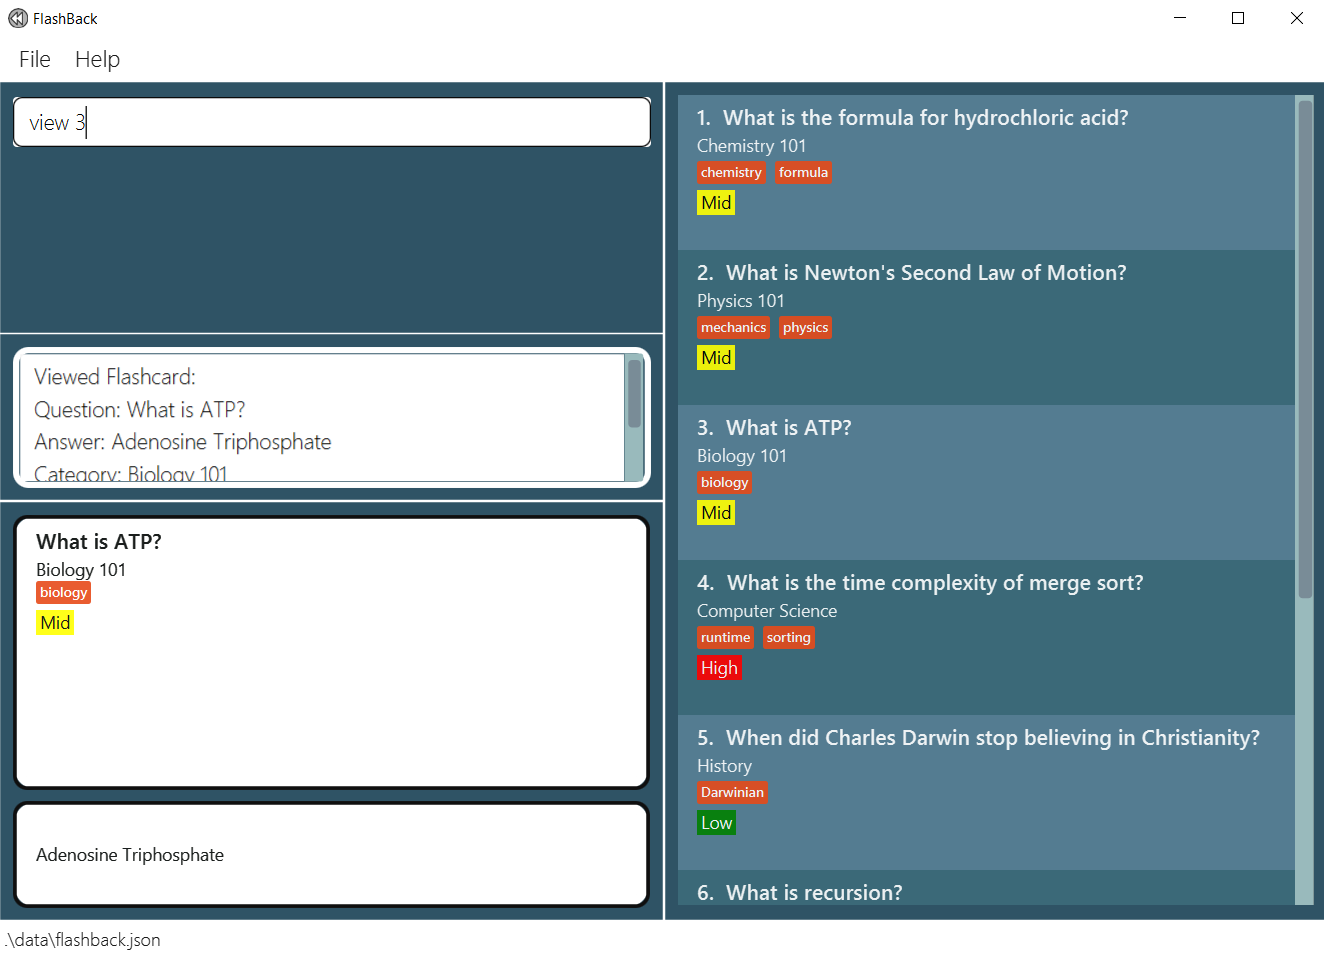 FlashBack
File Help
view 3
Viewed Flashcard:
Question: What is ATP?
Answer: Adenosine Triphosphate
Category: Biology 101
What is ATP?
Biology 101
biology
Mid
Adenosine Triphosphate
1. What is the formula for hydrochloric acid?
Chemistry 101
chemistry formula
Mid
2. What is Newton's Second Law of Motion?
Physics 101
mechanics physics
Mid
3. What is ATP?
Biology 101
biology
Mid
4. What is the time complexity of merge sort?
Computer Science
runtime sorting
High
5. When did Charles Darwin stop believing in Christianity?
History
Darwinian
Low
6. What is recursion?
.\data\flashback.json